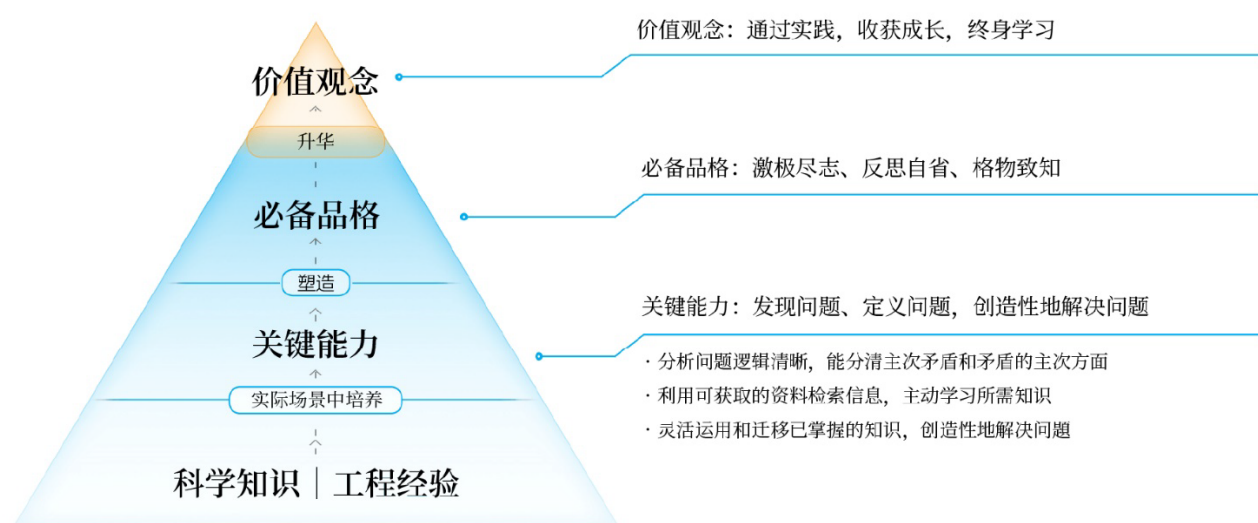 价值观念：通过实践，收获成长，终身学习
价值观念
升华
必备品格：激极尽志、反思自省、格物致知
必备品格
塑造
关键能力：发现问题、定义问题，创造性地解决问题
关键能力
· 分析问题逻辑清晰，能分清主次矛盾和矛盾的主次方面
· 利用可获取的资料检索信息，主动学习所需知识
实际场景中培养
· 灵活运用和迁移已掌握的知识，创造性地解决问题
科学知识｜工程经验